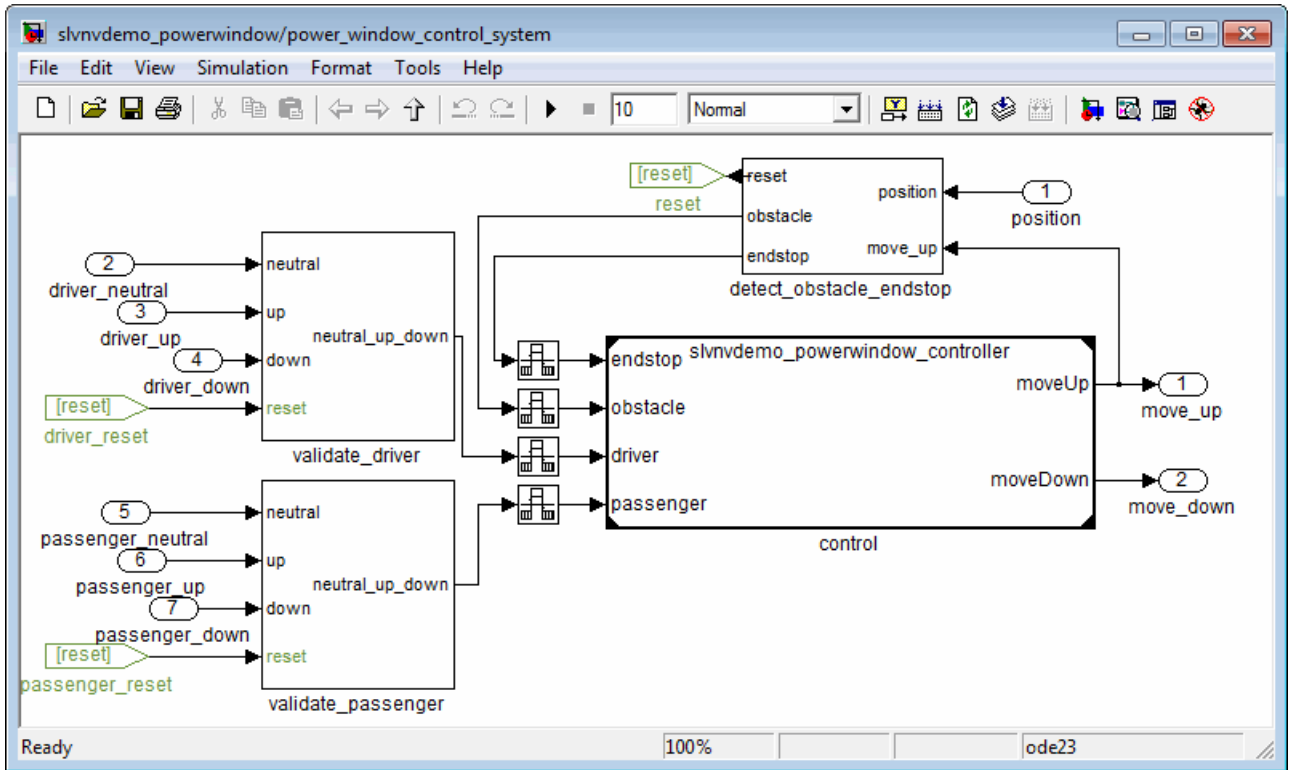 slvnvdemo_powerwindow/power_window_control_system
File Edit View Simulation Format Tools Help
10 Normal
[reset]
reset
reset
obstacle
endstop
position
move_up
detect_obstacle_endstop
1
position
2
driver_neutral
3
driver_up
4
driver_down
[reset]
driver_reset
neutral
up
down
reset
neutral_up_down
validate_driver
5
passenger_neutral
6
passenger_up
7
passenger_down
[reset]
passenger_reset
neutral
up
down
reset
neutral_up_down
validate_passenger
slvnvdemo_powerwindow_controller
endstop
obstacle
driver
passenger
moveUp
moveDown
control
1
move_up
2
move_down
Ready 100% ode23